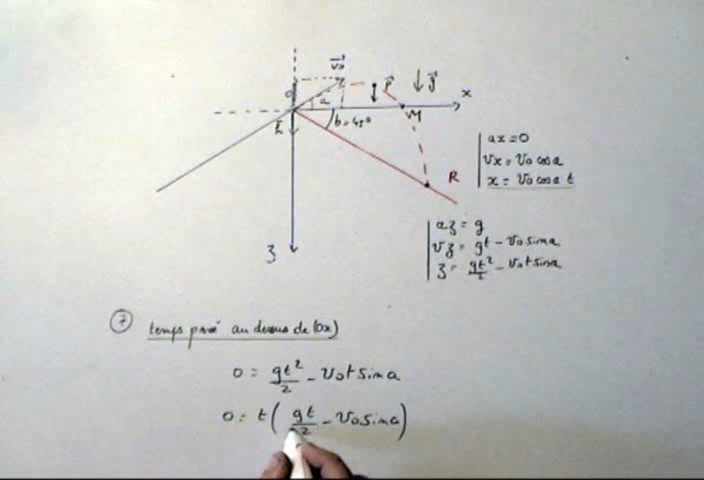 v⃗₀
o
a
p⃗
g⃗
x
k⃗
b = 45°
M
R
z
ax = 0
vx = v₀ cos a
x = v₀ cos a t
az = g
vz = gt - v₀ sin a
z = gt²/2 - v₀ t sin a
⑦ temps passé au dessus de (Ox)
0 = gt²/2 - v₀ t sin a
0 = t ( gt/2 - v₀ sin a )